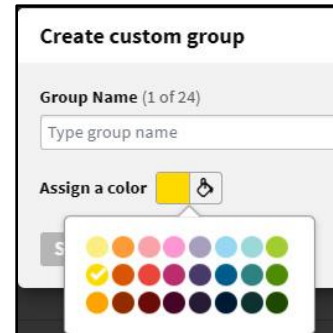 Create custom group
Group Name (1 of 24)
Type group name
Assign a color
S